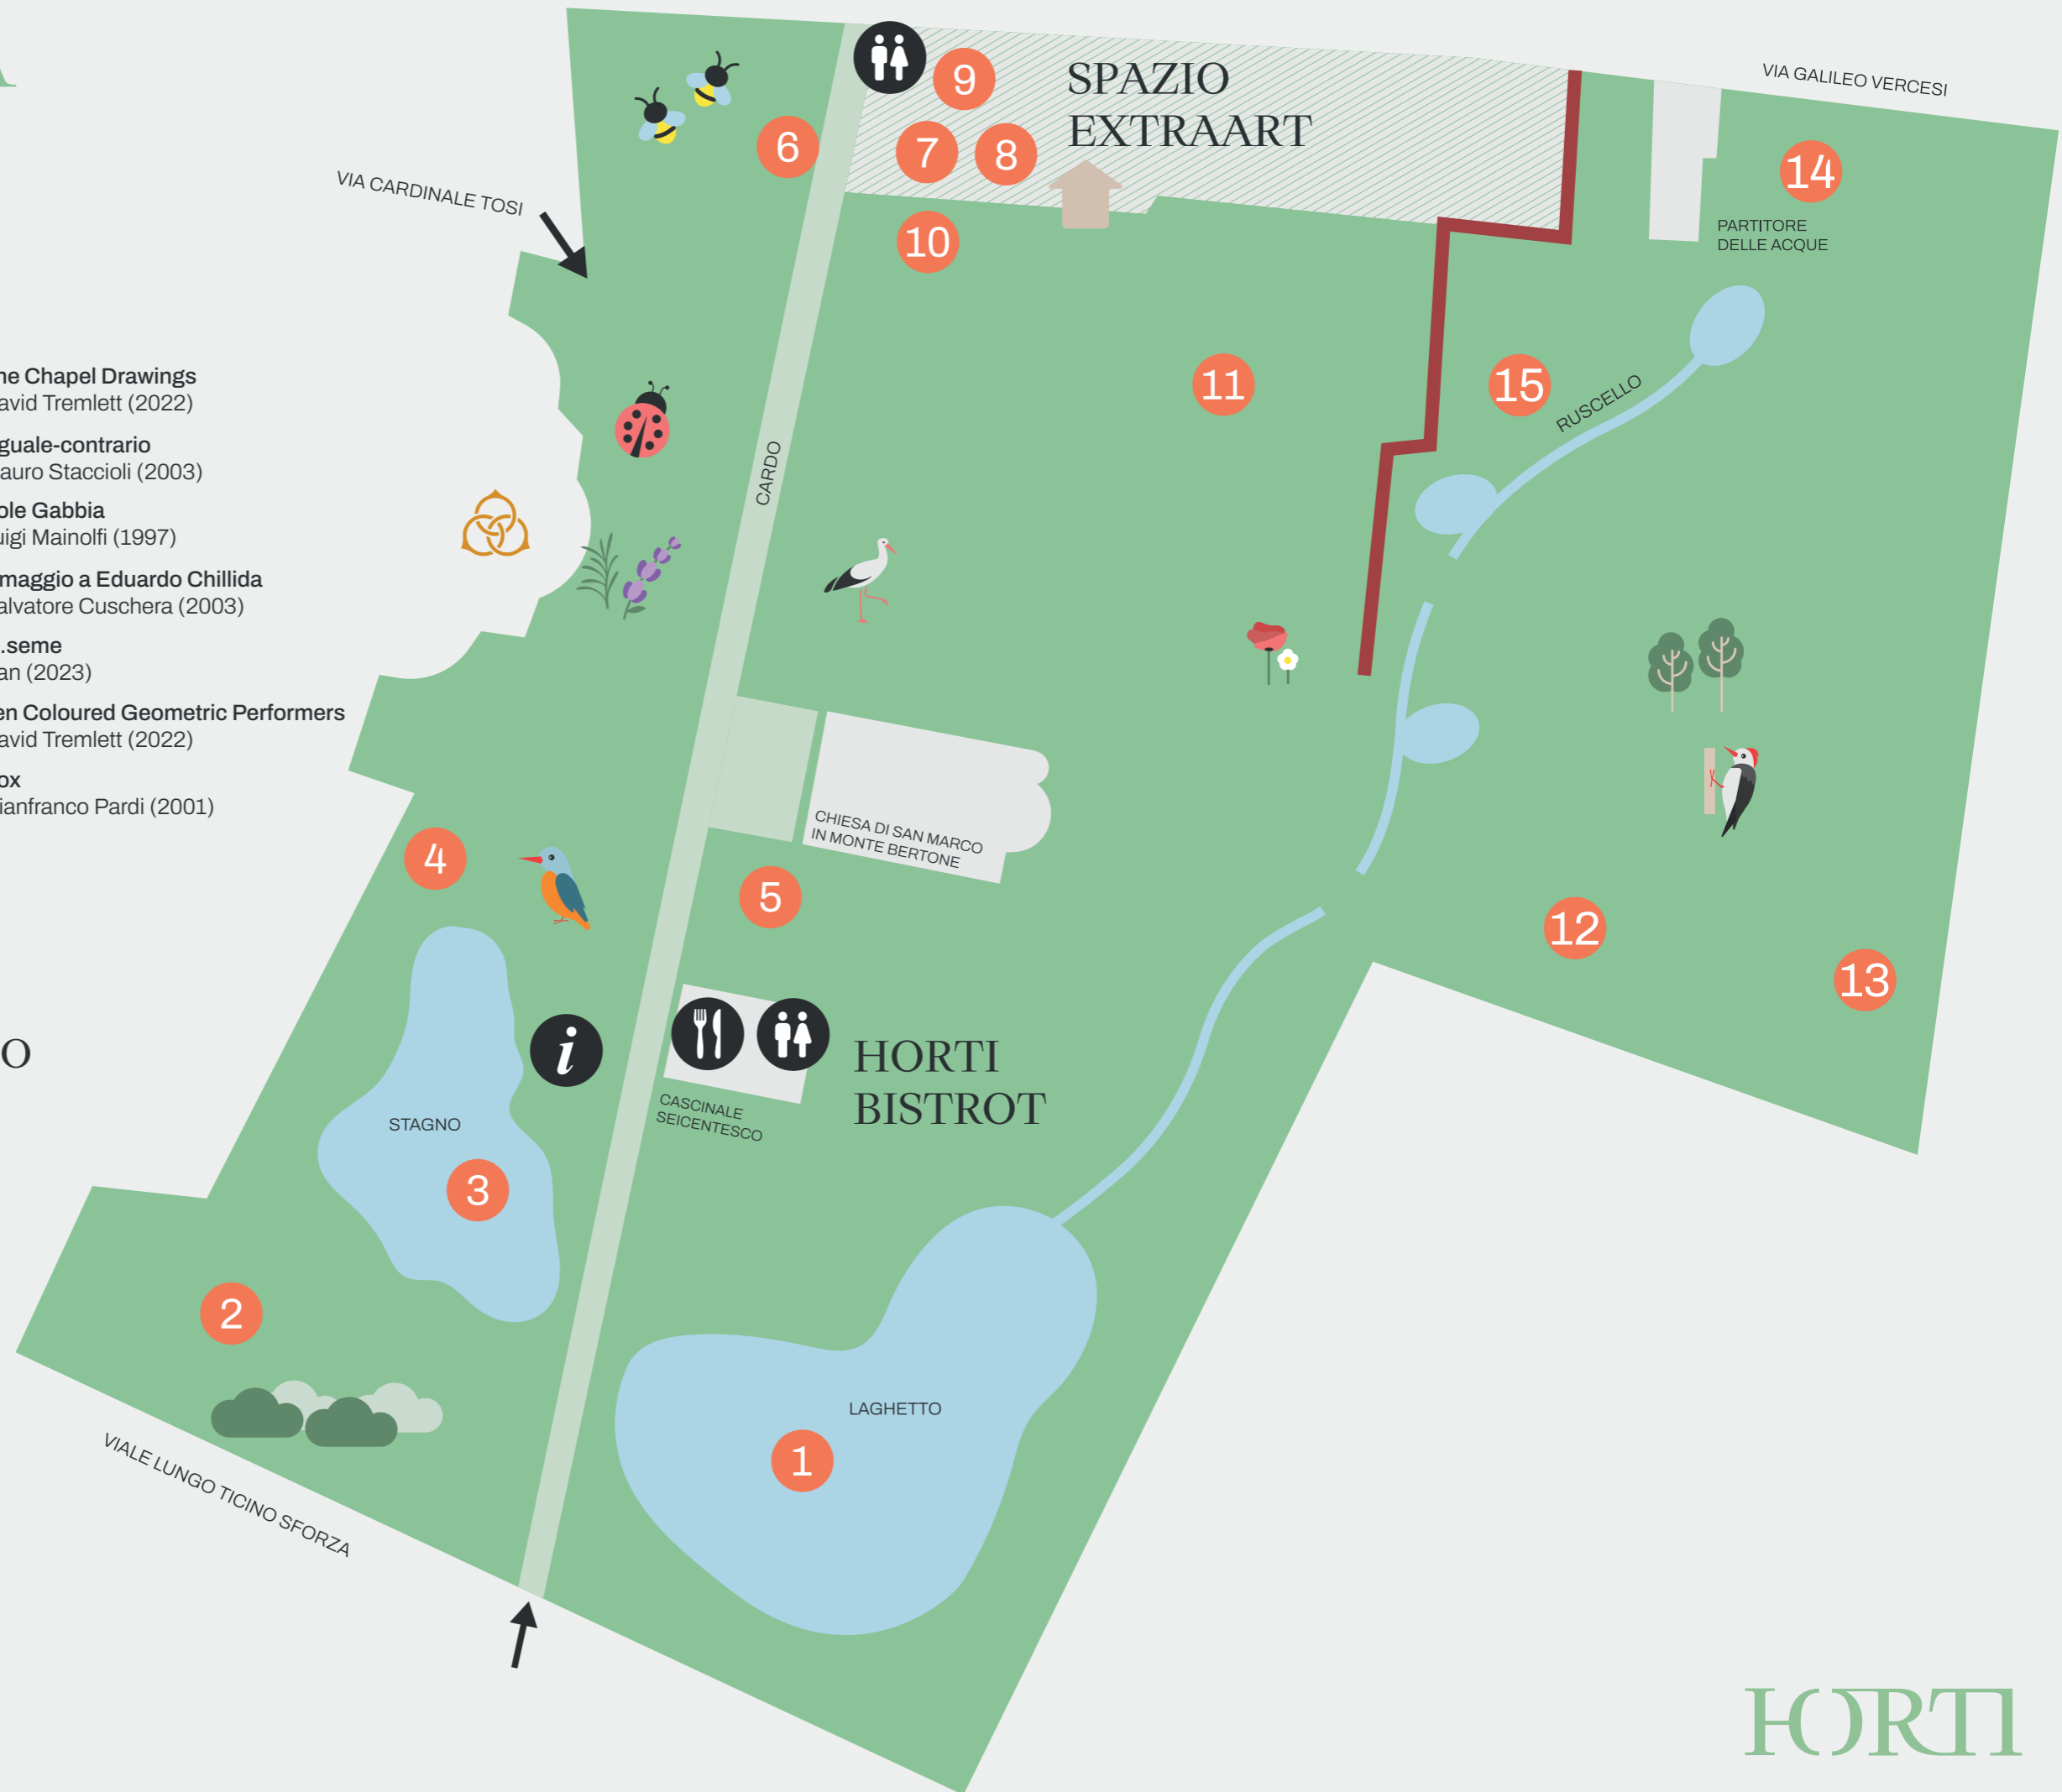 VIA GALILEO VERCESI
SPAZIO
EXTRAART
9
7
8
6
10
14
PARTITORE
DELLE ACQUE
VIA CARDINALE TOSI
11
15
RUSCELLO
CARDO
he Chapel Drawings
avid Tremlett (2022)
guale-contrario
auro Staccioli (2003)
ole Gabbia
uigi Mainolfi (1997)
maggio a Eduardo Chillida
alvatore Cuschera (2003)
.seme
an (2023)
en Coloured Geometric Performers
avid Tremlett (2022)
ox
ianfranco Pardi (2001)
CHIESA DI SAN MARCO
IN MONTE BERTONE
4
5
12
13
O
i
HORTI
BISTROT
CASCINALE
SEICENTESCO
STAGNO
3
2
LAGHETTO
1
VIALE LUNGO TICINO SFORZA
HORTI